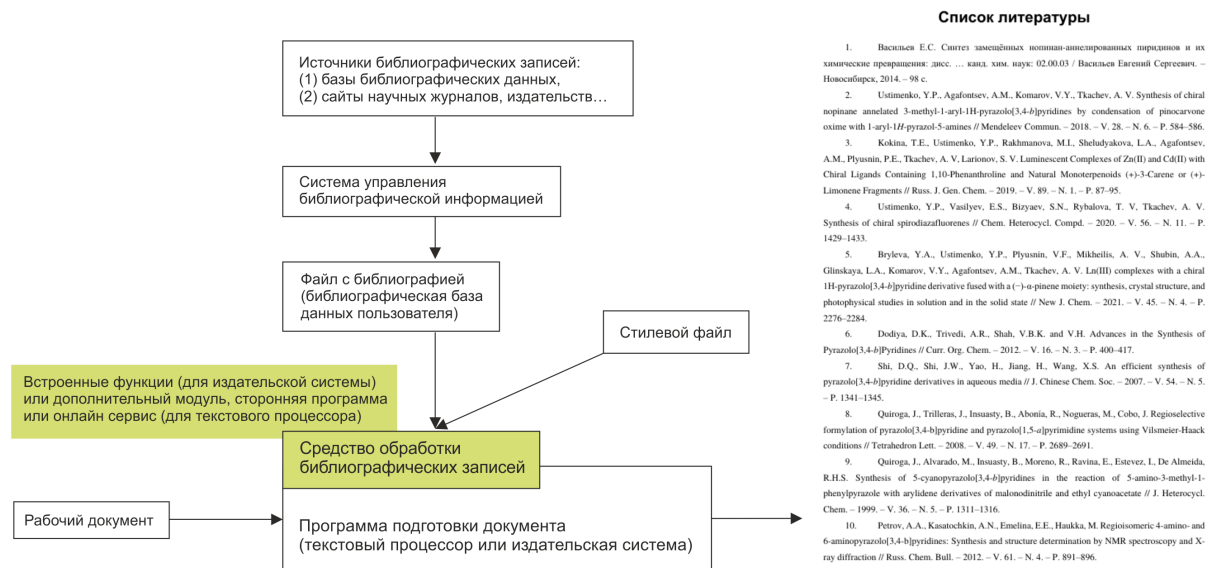 Источники библиографических записей:
(1) базы библиографических данных,
(2) сайты научных журналов, издательств…
Система управления
библиографической информацией
Файл с библиографией
(библиографическая база
данных пользователя)
Стилевой файл
Встроенные функции (для издательской системы)
или дополнительный модуль, сторонняя программа
или онлайн сервис (для текстового процессора)
Средство обработки
библиографических записей
Рабочий документ
Программа подготовки документа
(текстовый процессор или издательская система)
Список литературы
1. Васильев Е.С. Синтез замещённых нопинан-аннелированных пиридинов и их
химические превращения: дисс. … канд. хим. наук: 02.00.03 / Васильев Евгений Сергеевич. –
Новосибирск, 2014. – 98 с.
2. Ustimenko, Y.P., Agafontsev, A.M., Komarov, V.Y., Tkachev, A. V. Synthesis of chiral
nopinane annelated 3-methyl-1-aryl-1H-pyrazolo[3,4-b]pyridines by condensation of pinocarvone
oxime with 1-aryl-1H-pyrazol-5-amines // Mendeleev Commun. – 2018. – V. 28. – N. 6. – P. 584–586.
3. Kokina, T.E., Ustimenko, Y.P., Rakhmanova, M.I., Sheludyakova, L.A., Agafontsev,
A.M., Plyusnin, P.E., Tkachev, A. V, Larionov, S. V. Luminescent Complexes of Zn(II) and Cd(II) with
Chiral Ligands Containing 1,10-Phenanthroline and Natural Monoterpenoids (+)-3-Carene or (+)-
Limonene Fragments // Russ. J. Gen. Chem. – 2019. – V. 89. – N. 1. – P. 87–95.
4. Ustimenko, Y.P., Vasilyev, E.S., Bizyaev, S.N., Rybalova, T. V, Tkachev, A. V.
Synthesis of chiral spirodiazafluorenes // Chem. Heterocycl. Compd. – 2020. – V. 56. – N. 11. – P.
1429–1433.
5. Bryleva, Y.A., Ustimenko, Y.P., Plyusnin, V.F., Mikheilis, A. V., Shubin, A.A.,
Glinskaya, L.A., Komarov, V.Y., Agafontsev, A.M., Tkachev, A. V. Ln(III) complexes with a chiral
1H-pyrazolo[3,4-b]pyridine derivative fused with a (−)-α-pinene moiety: synthesis, crystal structure, and
photophysical studies in solution and in the solid state // New J. Chem. – 2021. – V. 45. – N. 4. – P.
2276–2284.
6. Dodiya, D.K., Trivedi, A.R., Shah, V.B.K. and V.H. Advances in the Synthesis of
Pyrazolo[3,4-b]Pyridines // Curr. Org. Chem. – 2012. – V. 16. – N. 3. – P. 400–417.
7. Shi, D.Q., Shi, J.W., Yao, H., Jiang, H., Wang, X.S. An efficient synthesis of
pyrazolo[3,4-b]pyridine derivatives in aqueous media // J. Chinese Chem. Soc. – 2007. – V. 54. – N. 5.
– P. 1341–1345.
8. Quiroga, J., Trilleras, J., Insuasty, B., Abonía, R., Nogueras, M., Cobo, J. Regioselective
formylation of pyrazolo[3,4-b]pyridine and pyrazolo[1,5-a]pyrimidine systems using Vilsmeier-Haack
conditions // Tetrahedron Lett. – 2008. – V. 49. – N. 17. – P. 2689–2691.
9. Quiroga, J., Alvarado, M., Insuasty, B., Moreno, R., Ravina, E., Estevez, I., De Almeida,
R.H.S. Synthesis of 5-cyanopyrazolo[3,4-b]pyridines in the reaction of 5-amino-3-methyl-1-
phenylpyrazole with arylidene derivatives of malonodinitrile and ethyl cyanoacetate // J. Heterocycl.
Chem. – 1999. – V. 36. – N. 5. – P. 1311–1316.
10. Petrov, A.A., Kasatochkin, A.N., Emelina, E.E., Haukka, M. Regioisomeric 4-amino- and
6-aminopyrazolo[3,4-b]pyridines: Synthesis and structure determination by NMR spectroscopy and X-
ray diffraction // Russ. Chem. Bull. – 2012. – V. 61. – N. 4. – P. 891–896.